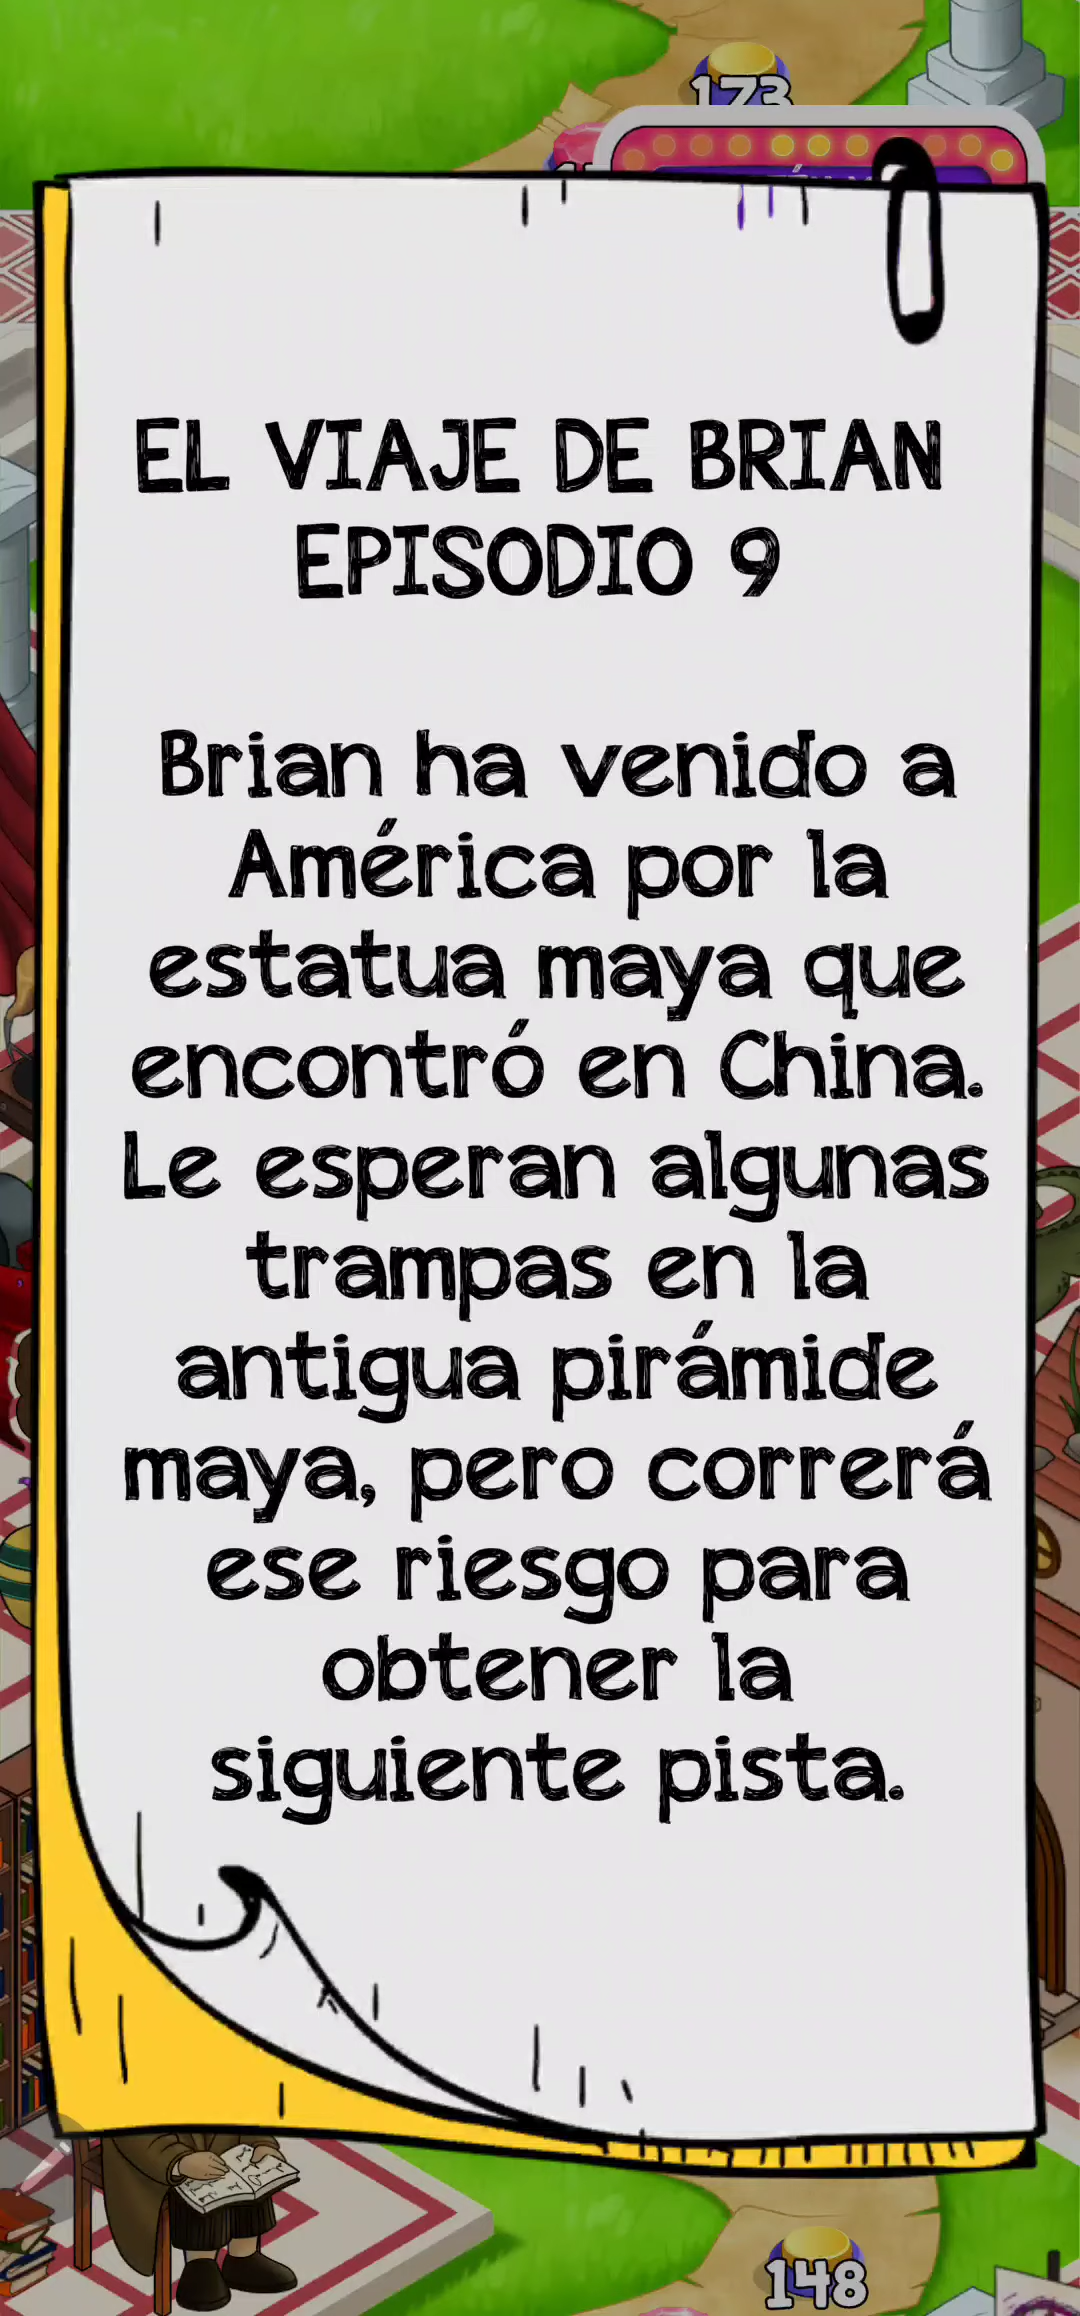 173
EL VIAJE DE BRIAN
EPISODIO 9
Brian ha venido a
América por la
estatua maya que
encontró en China.
Le esperan algunas
trampas en la
antigua pirámide
maya, pero correrá
ese riesgo para
obtener la
siguiente pista.
148